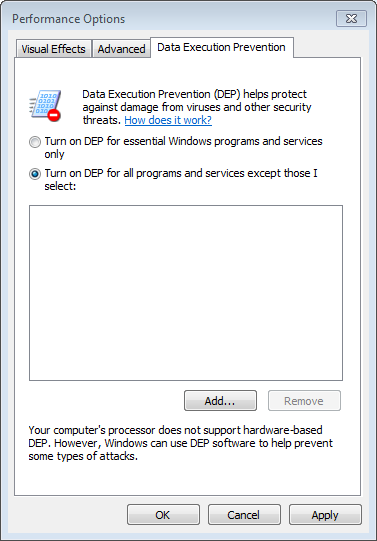 Performance Options
Visual Effects Advanced Data Execution Prevention
Data Execution Prevention (DEP) helps protect
against damage from viruses and other security
threats. How does it work?
Turn on DEP for essential Windows programs and services
only
Turn on DEP for all programs and services except those I
select:
Add... Remove
Your computer's processor does not support hardware-based
DEP. However, Windows can use DEP software to help prevent
some types of attacks.
OK Cancel Apply